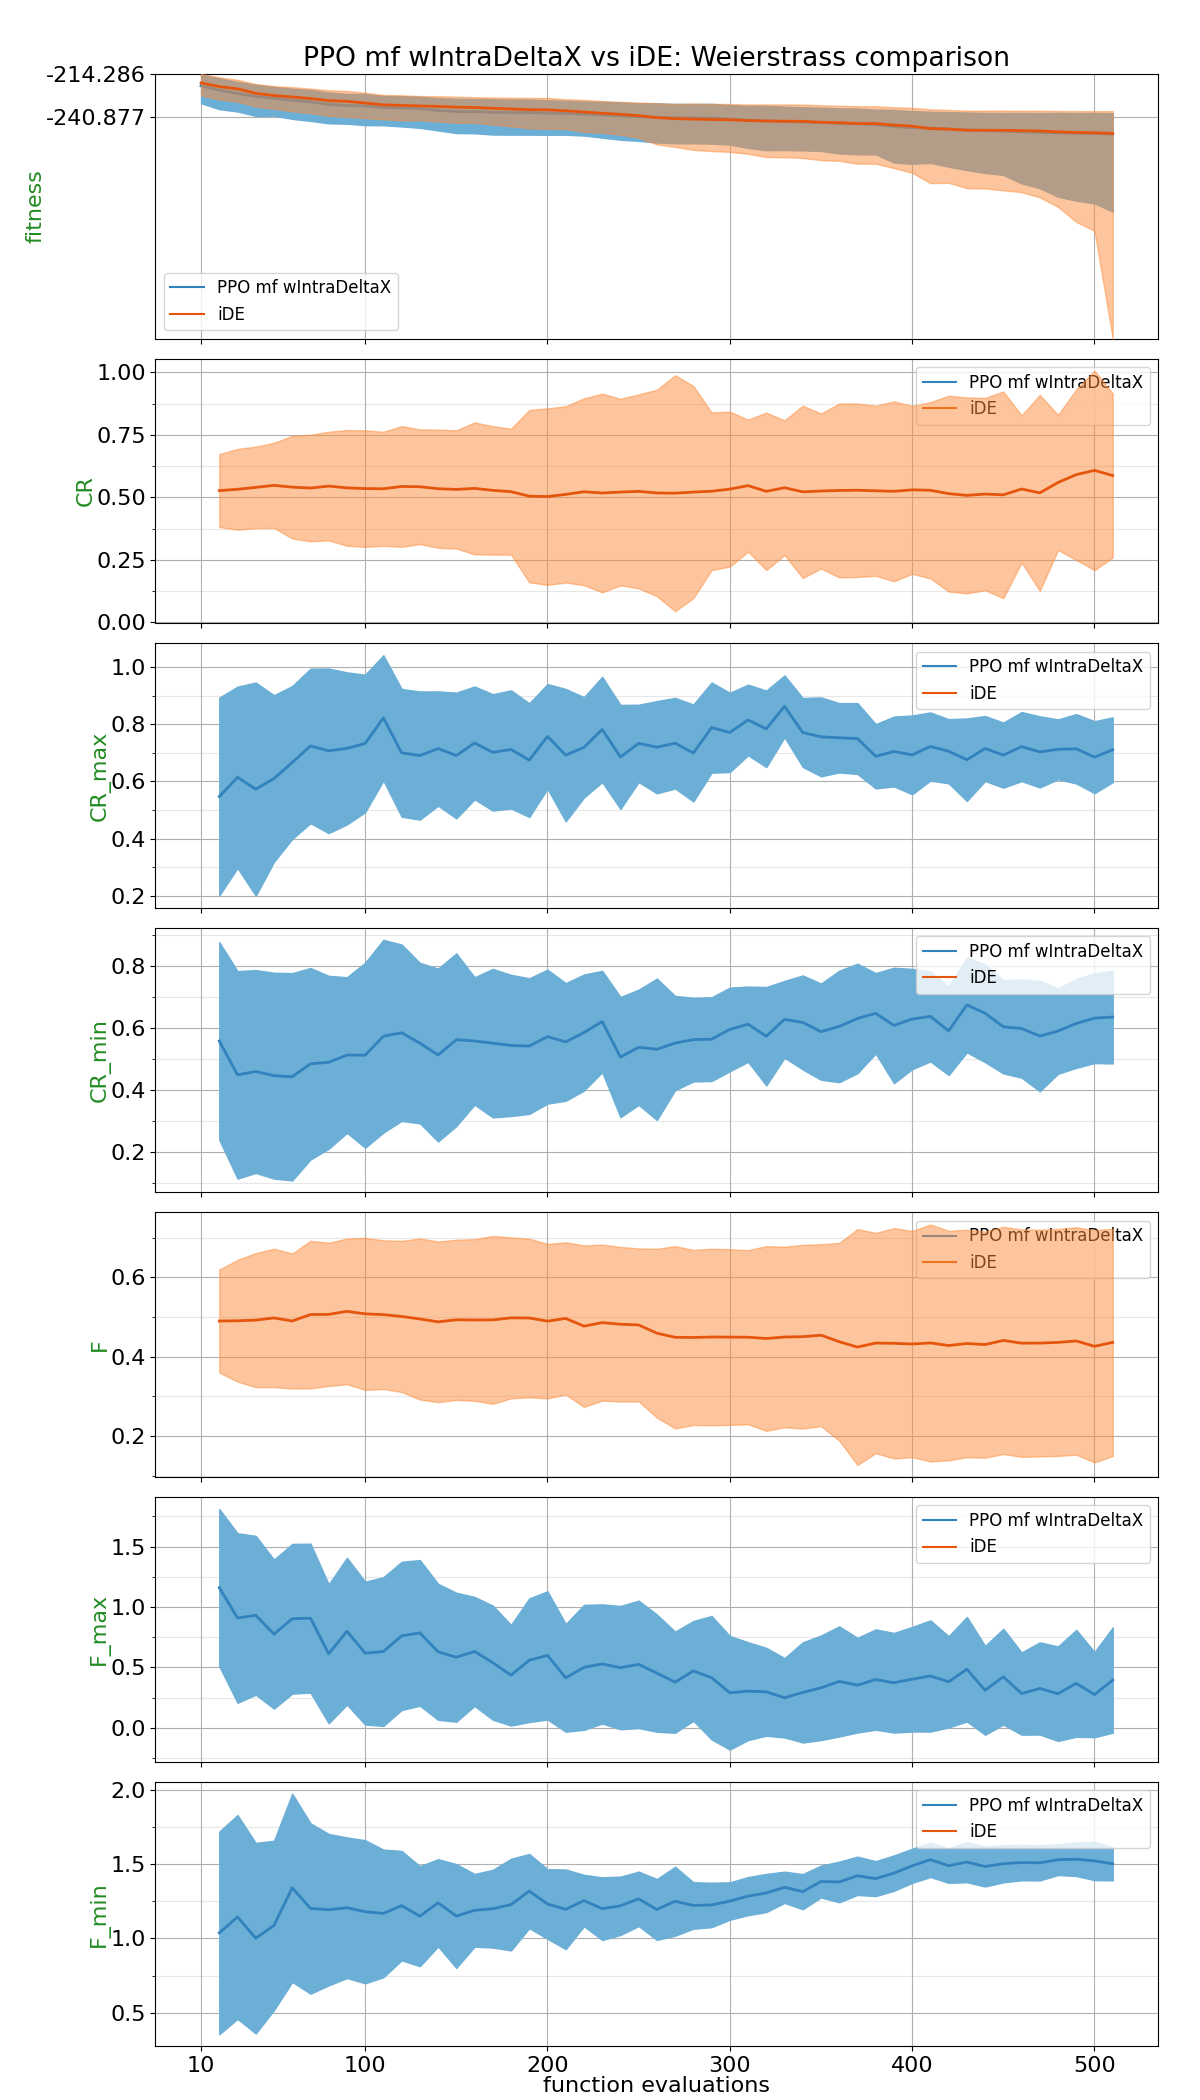 PPO mf wIntraDeltaX vs iDE: Weierstrass comparison
-214.286
-240.877
fitness
PPO mf wIntraDeltaX
iDE
1.00
0.75
0.50
0.25
0.00
CR
PPO mf wIntraDeltaX
iDE
1.0
0.8
0.6
0.4
0.2
CR_max
PPO mf wIntraDeltaX
iDE
0.8
0.6
0.4
0.2
CR_min
PPO mf wIntraDeltaX
iDE
0.6
0.4
0.2
F
PPO mf wIntraDeltaX
iDE
1.5
1.0
0.5
0.0
F_max
PPO mf wIntraDeltaX
iDE
2.0
1.5
1.0
0.5
F_min
PPO mf wIntraDeltaX
iDE
10 100 200 300 400 500
function evaluations